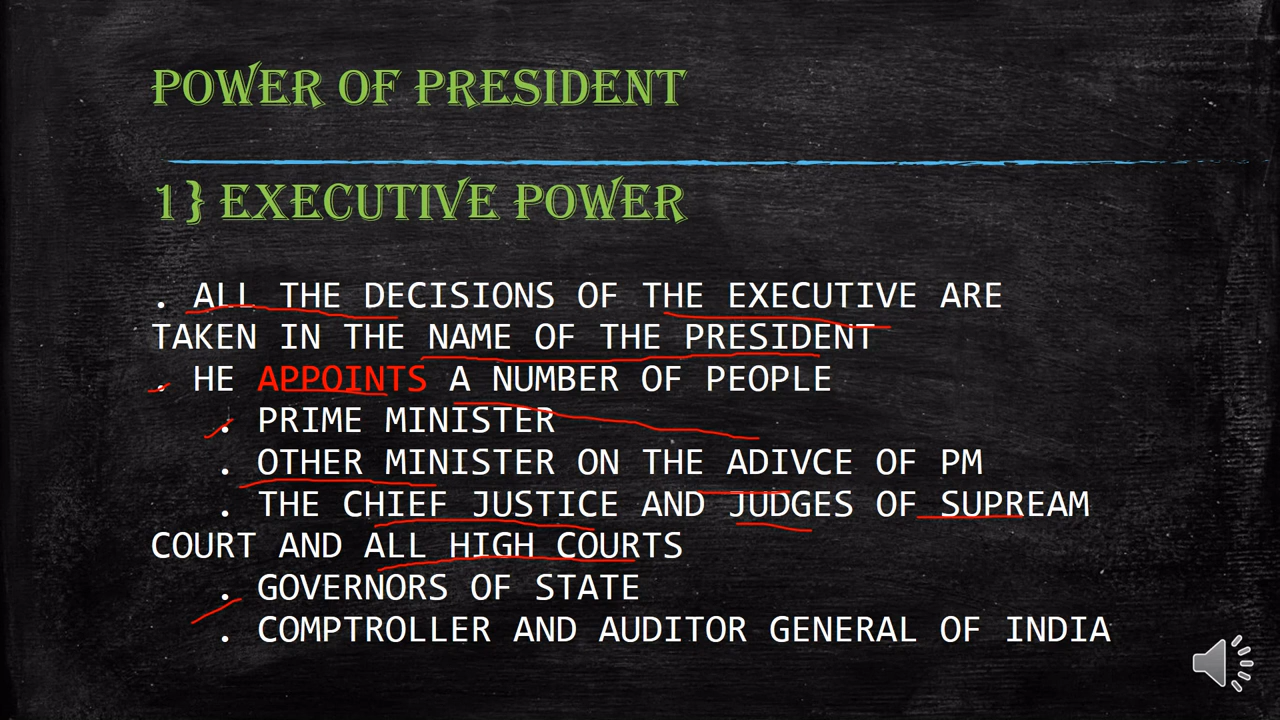 POWER OF PRESIDENT
1} EXECUTIVE POWER
. ALL THE DECISIONS OF THE EXECUTIVE ARE
TAKEN IN THE NAME OF THE PRESIDENT
. HE APPOINTS A NUMBER OF PEOPLE
. PRIME MINISTER
. OTHER MINISTER ON THE ADIVCE OF PM
. THE CHIEF JUSTICE AND JUDGES OF SUPREAM
COURT AND ALL HIGH COURTS
. GOVERNORS OF STATE
. COMPTROLLER AND AUDITOR GENERAL OF INDIA